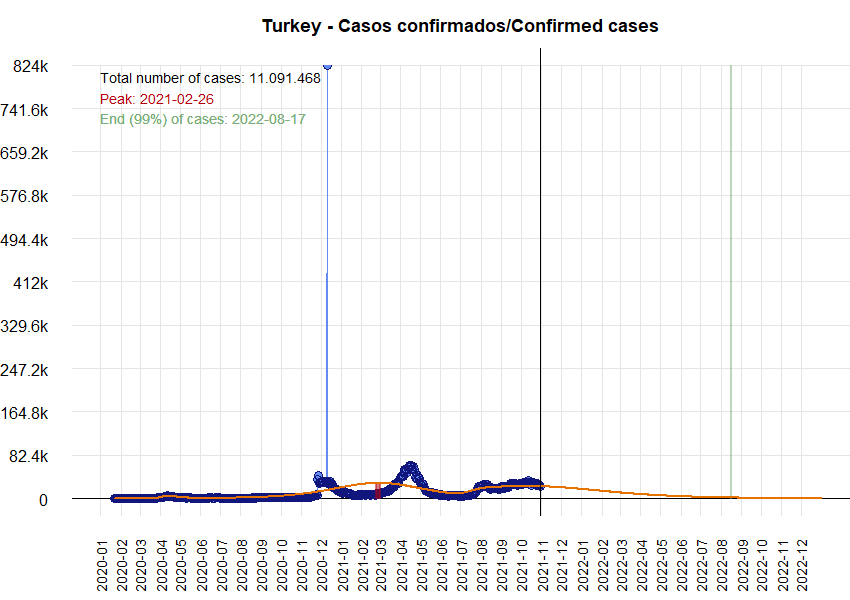 Turkey - Casos confirmados/Confirmed cases
824k
Total number of cases: 11.091.468
Peak: 2021-02-26
741.6k
End (99%) of cases: 2022-08-17
659.2k
576.8k
494.4k
412k
329.6k
247.2k
164.8k
82.4k
0
2020-01
2020-02
2020-03
2020-04
2020-05
2020-06
2020-07
2020-08
2020-09
2020-10
2020-11
2020-12
2021-01
2021-02
2021-03
2021-04
2021-05
2021-06
2021-07
2021-08
2021-09
2021-10
2021-11
2021-12
2022-01
2022-02
2022-03
2022-04
2022-05
2022-06
2022-07
2022-08
2022-09
2022-10
2022-11
2022-12